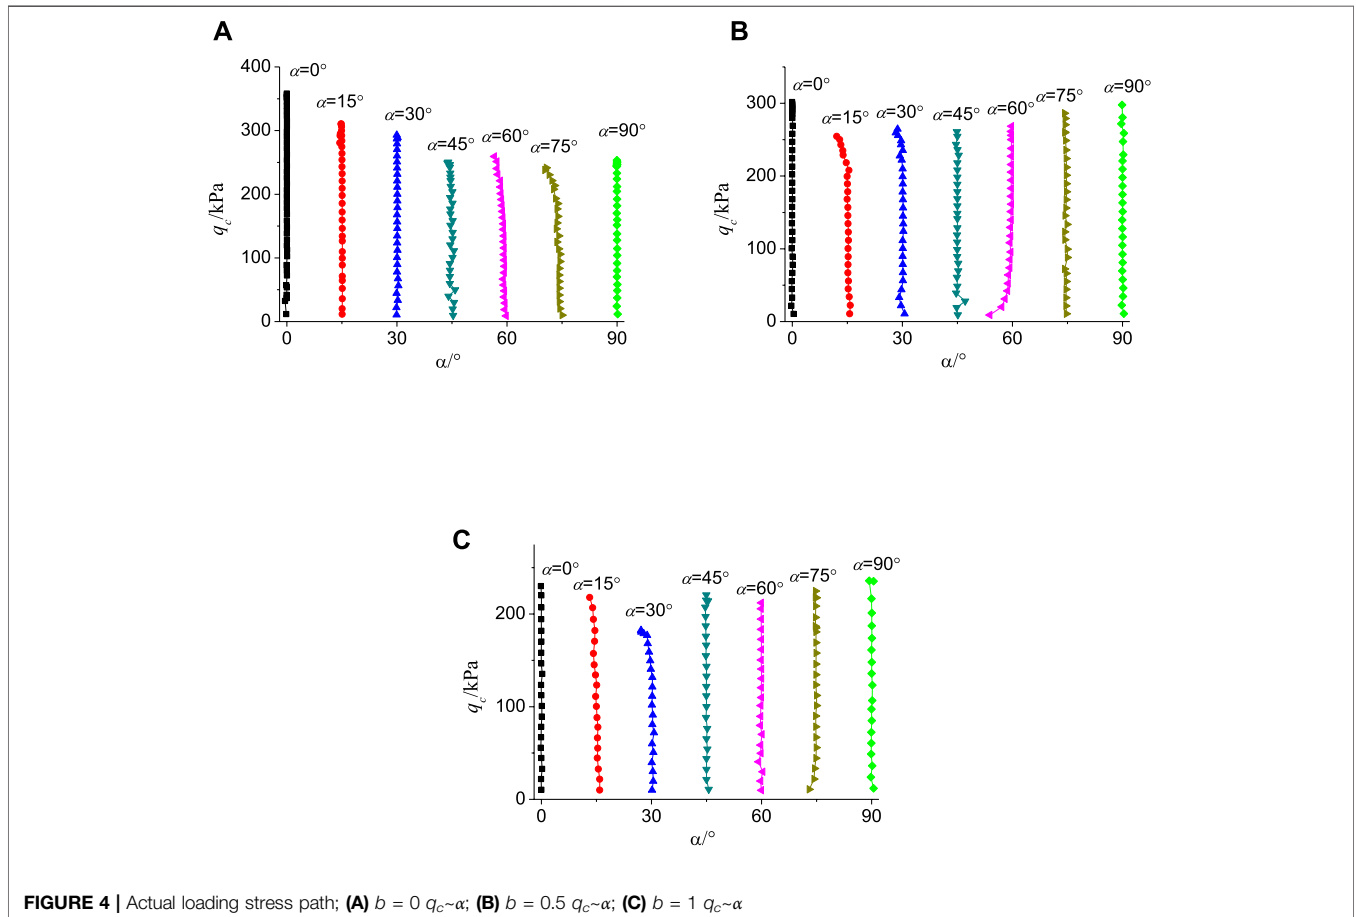 A
α=0°
α=15°
α=30°
α=45°
α=60°
α=75°
α=90°
400
300
200
100
0
q_c/kPa
0 30 60 90
α/°
B
α=0°
α=15°
α=30°
α=45°
α=60°
α=75°
α=90°
300
200
100
0
q_c/kPa
0 30 60 90
α/°
C
α=0°
α=15°
α=30°
α=45°
α=60°
α=75°
α=90°
200
100
0
q_c/kPa
0 30 60 90
α/°
FIGURE 4 | Actual loading stress path; (A) b = 0 q_c~α; (B) b = 0.5 q_c~α; (C) b = 1 q_c~α